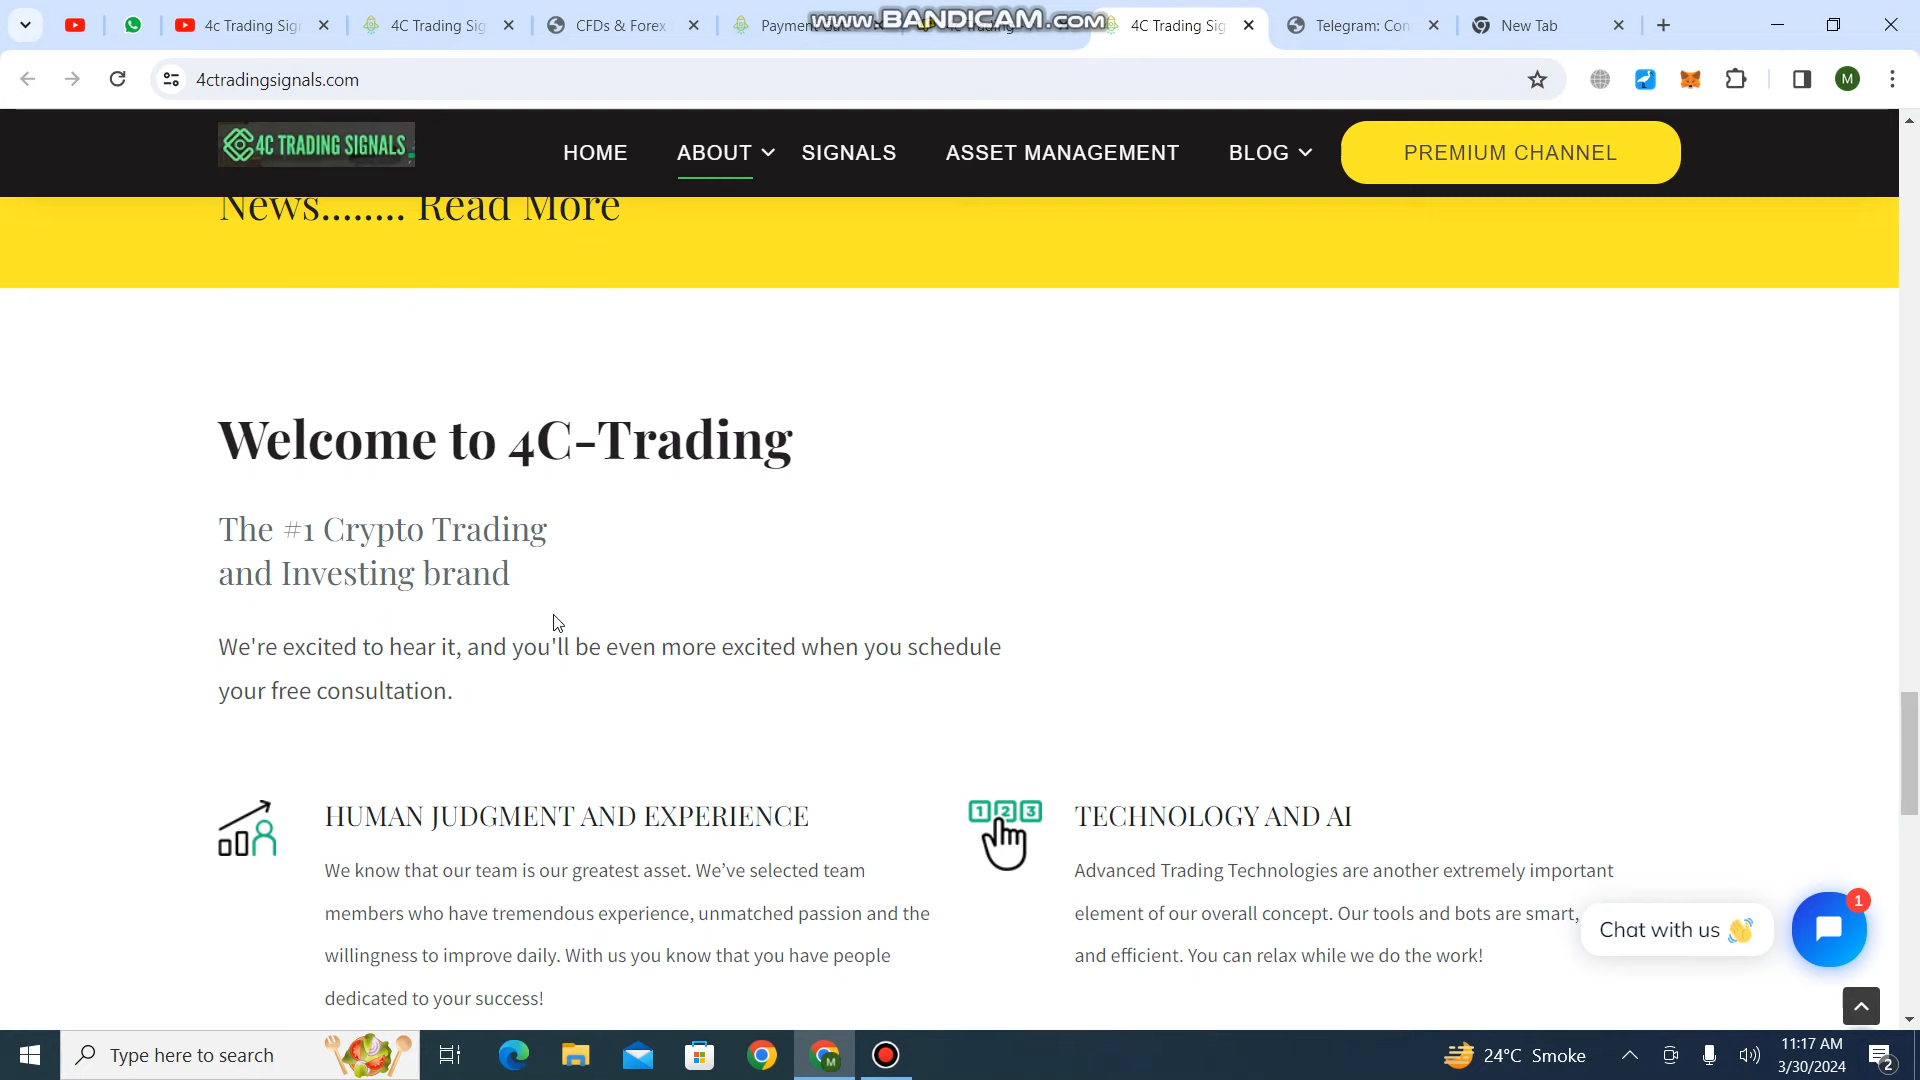 4c Trading Sig
4C Trading Sig
CFDs & Forex
Payment
www.BANDICAM.com
4C Trading Sig
Telegram: Con
New Tab
4ctradingsignals.com
M
4C TRADING SIGNALS
HOME
ABOUT
SIGNALS
ASSET MANAGEMENT
BLOG
PREMIUM CHANNEL
News........ Read More
Welcome to 4C-Trading
The #1 Crypto Trading
and Investing brand
We're excited to hear it, and you'll be even more excited when you schedule
your free consultation.
HUMAN JUDGMENT AND EXPERIENCE
We know that our team is our greatest asset. We’ve selected team
members who have tremendous experience, unmatched passion and the
willingness to improve daily. With us you know that you have people
dedicated to your success!
1 2 3
TECHNOLOGY AND AI
Advanced Trading Technologies are another extremely important
element of our overall concept. Our tools and bots are smart,
and efficient. You can relax while we do the work!
Chat with us
1
Type here to search
M
24°C Smoke
11:17 AM
3/30/2024
2